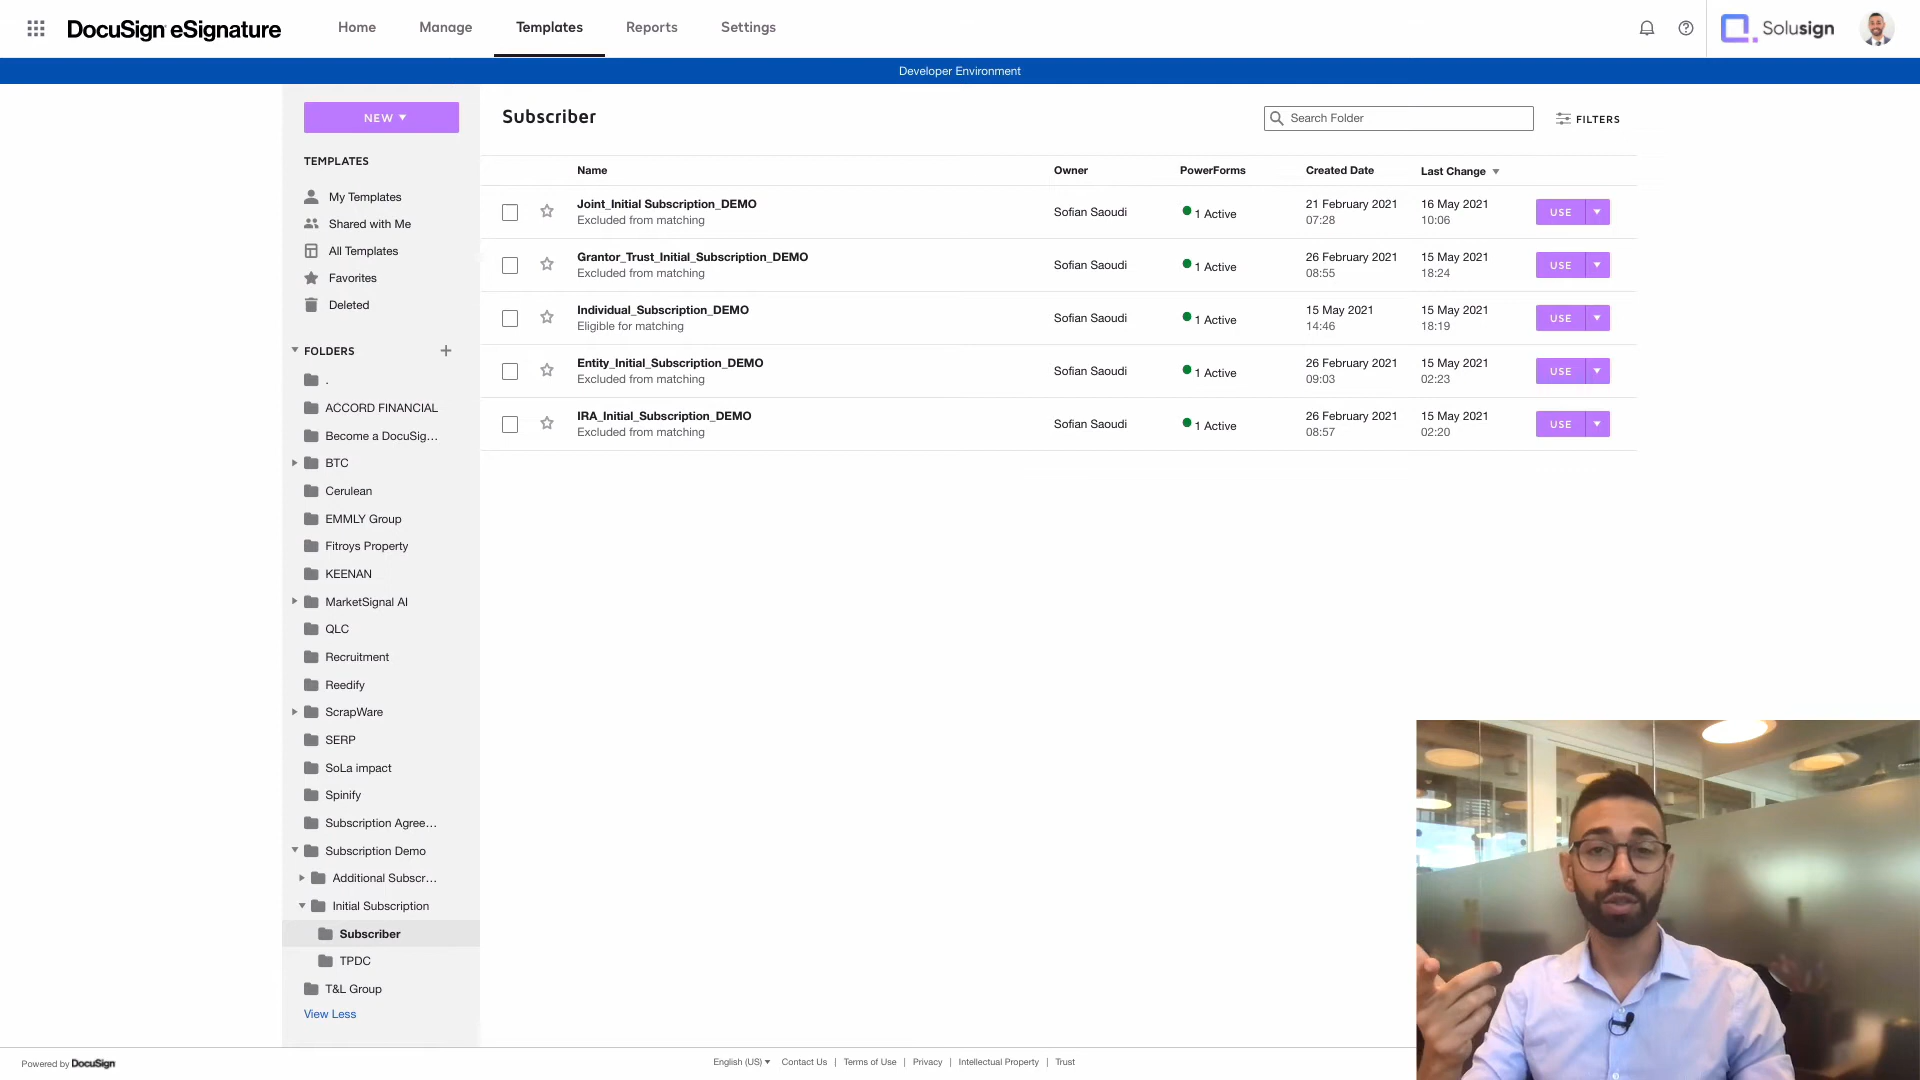 DocuSign eSignature
Home
Manage
Templates
Reports
Settings
Solusign
Developer Environment
NEW
TEMPLATES
My Templates
Shared with Me
All Templates
Favorites
Deleted
FOLDERS
.
ACCORD FINANCIAL
Become a DocuSig...
BTC
Cerulean
EMMLY Group
Fitroys Property
KEENAN
MarketSignal AI
QLC
Recruitment
Reedify
ScrapWare
SERP
SoLa impact
Spinify
Subscription Agree...
Subscription Demo
Additional Subscr...
Initial Subscription
Subscriber
TPDC
T&L Group
View Less
Subscriber
Search Folder
FILTERS
Name Owner PowerForms Created Date Last Change
Joint_Initial Subscription_DEMO Sofian Saoudi 1 Active 21 February 2021 16 May 2021 USE
Excluded from matching 07:28 10:06
Grantor_Trust_Initial_Subscription_DEMO Sofian Saoudi 1 Active 26 February 2021 15 May 2021 USE
Excluded from matching 08:55 18:24
Individual_Subscription_DEMO Sofian Saoudi 1 Active 15 May 2021 15 May 2021 USE
Eligible for matching 14:46 18:19
Entity_Initial_Subscription_DEMO Sofian Saoudi 1 Active 26 February 2021 15 May 2021 USE
Excluded from matching 09:03 02:23
IRA_Initial_Subscription_DEMO Sofian Saoudi 1 Active 26 February 2021 15 May 2021 USE
Excluded from matching 08:57 02:20
Powered by DocuSign
English (US) Contact Us | Terms of Use | Privacy | Intellectual Property | Trust